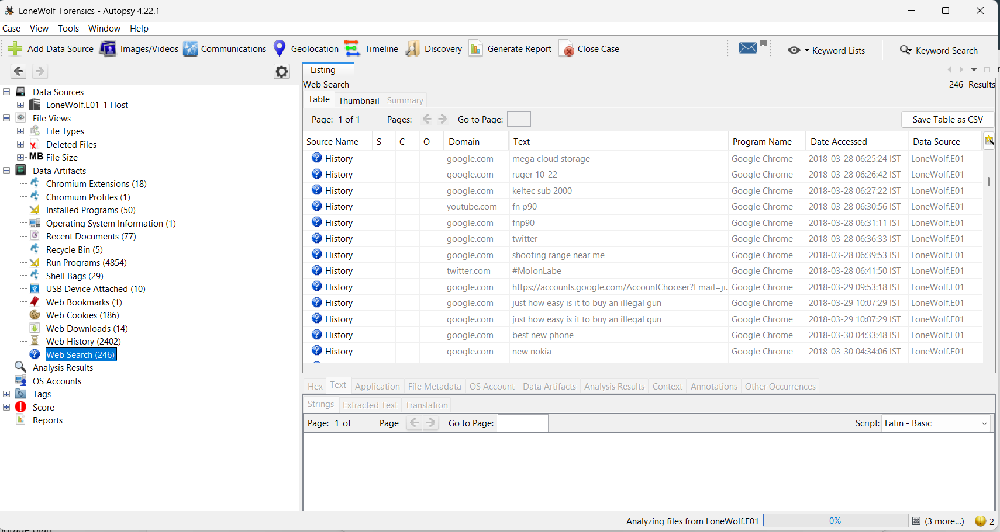 LoneWolf_Forensics - Autopsy 4.22.1
Case View Tools Window Help
Add Data Source Images/Videos Communications Geolocation Timeline Discovery Generate Report Close Case 3 Keyword Lists Keyword Search
Data Sources
LoneWolf.E01_1 Host
File Views
File Types
Deleted Files
MB File Size
Data Artifacts
Chromium Extensions (18)
Chromium Profiles (1)
Installed Programs (50)
Operating System Information (1)
Recent Documents (77)
Recycle Bin (5)
Run Programs (4854)
Shell Bags (29)
USB Device Attached (10)
Web Bookmarks (1)
Web Cookies (186)
Web Downloads (14)
Web History (2402)
Web Search (246)
Analysis Results
OS Accounts
Tags
Score
Reports
Listing
Web Search 246 Results
Table Thumbnail Summary
Page: 1 of 1 Pages: Go to Page: Save Table as CSV
Source Name S C O Domain Text Program Name Date Accessed Data Source
History google.com mega cloud storage Google Chrome 2018-03-28 06:25:24 IST LoneWolf.E01
History google.com ruger 10-22 Google Chrome 2018-03-28 06:26:42 IST LoneWolf.E01
History google.com keltec sub 2000 Google Chrome 2018-03-28 06:27:22 IST LoneWolf.E01
History youtube.com fn p90 Google Chrome 2018-03-28 06:30:56 IST LoneWolf.E01
History google.com fnp90 Google Chrome 2018-03-28 06:31:11 IST LoneWolf.E01
History google.com twitter Google Chrome 2018-03-28 06:36:33 IST LoneWolf.E01
History google.com shooting range near me Google Chrome 2018-03-28 06:39:53 IST LoneWolf.E01
History twitter.com #MolonLabe Google Chrome 2018-03-28 06:41:50 IST LoneWolf.E01
History google.com https://accounts.google.com/AccountChooser?Email=ji... Google Chrome 2018-03-29 09:53:18 IST LoneWolf.E01
History google.com just how easy is it to buy an illegal gun Google Chrome 2018-03-29 10:07:29 IST LoneWolf.E01
History google.com just how easy is it to buy an illegal gun Google Chrome 2018-03-29 10:07:29 IST LoneWolf.E01
History google.com best new phone Google Chrome 2018-03-30 04:33:48 IST LoneWolf.E01
History google.com new nokia Google Chrome 2018-03-30 04:34:06 IST LoneWolf.E01
Hex Text Application File Metadata OS Account Data Artifacts Analysis Results Context Annotations Other Occurrences
Strings Extracted Text Translation
Page: 1 of Page Go to Page: Script: Latin - Basic
Analyzing files from LoneWolf.E01 0% (3 more...) 2